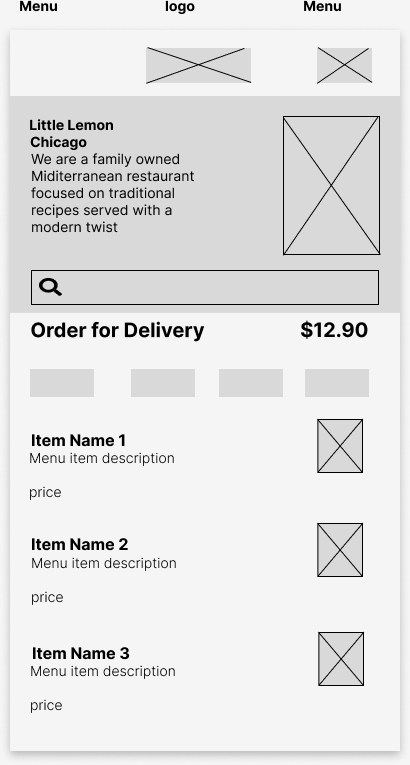 Menu logo Menu
Little Lemon
Chicago
We are a family owned
Miditerranean restaurant
focused on traditional
recipes served with a
modern twist
Order for Delivery $12.90
Item Name 1
Menu item description
price
Item Name 2
Menu item description
price
Item Name 3
Menu item description
price